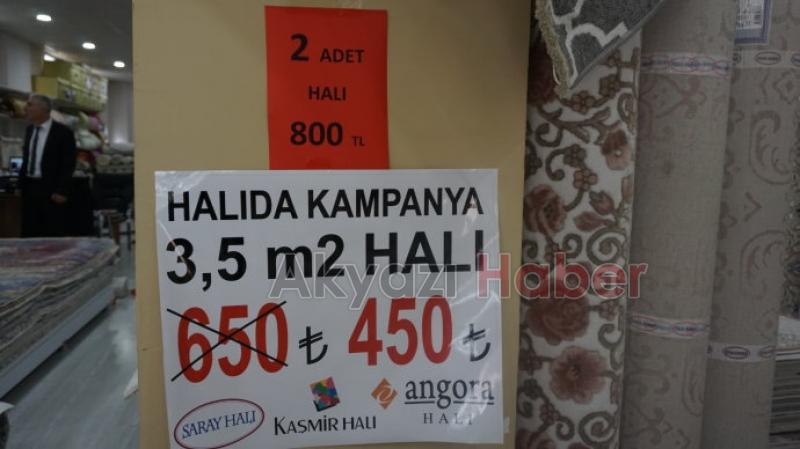 2 ADET
HALI
800 TL
HALIDA KAMPANYA
3,5 m2 HALI
Akyazı Haber
650 ₺ 450 ₺
SARAY HALI
KASMİR HALI
angora
HALI